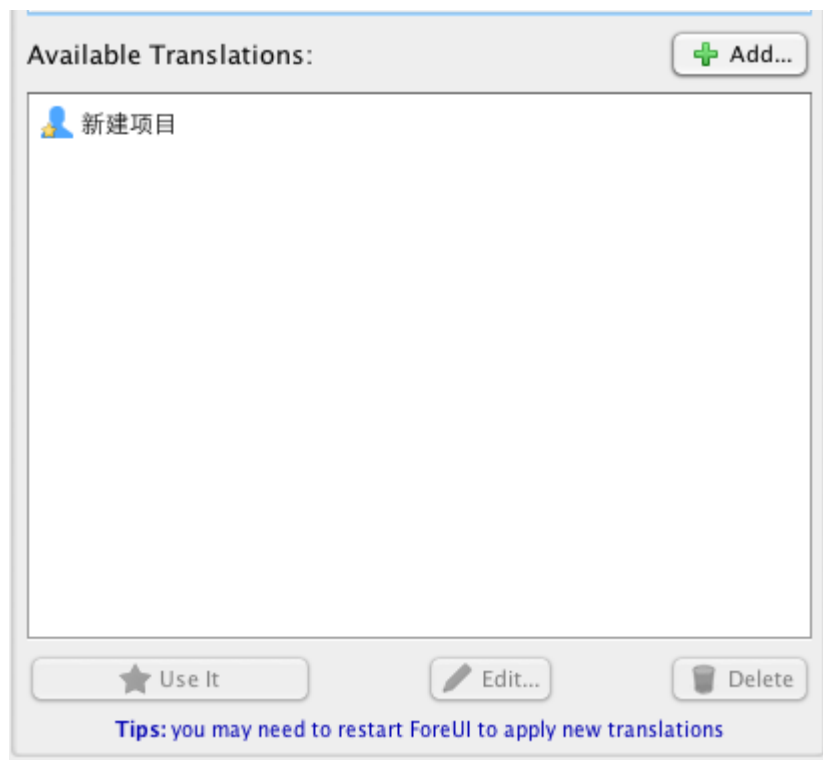 Available Translations:
Add...
新建项目
Use It
Edit...
Delete
Tips: you may need to restart ForeUI to apply new translations